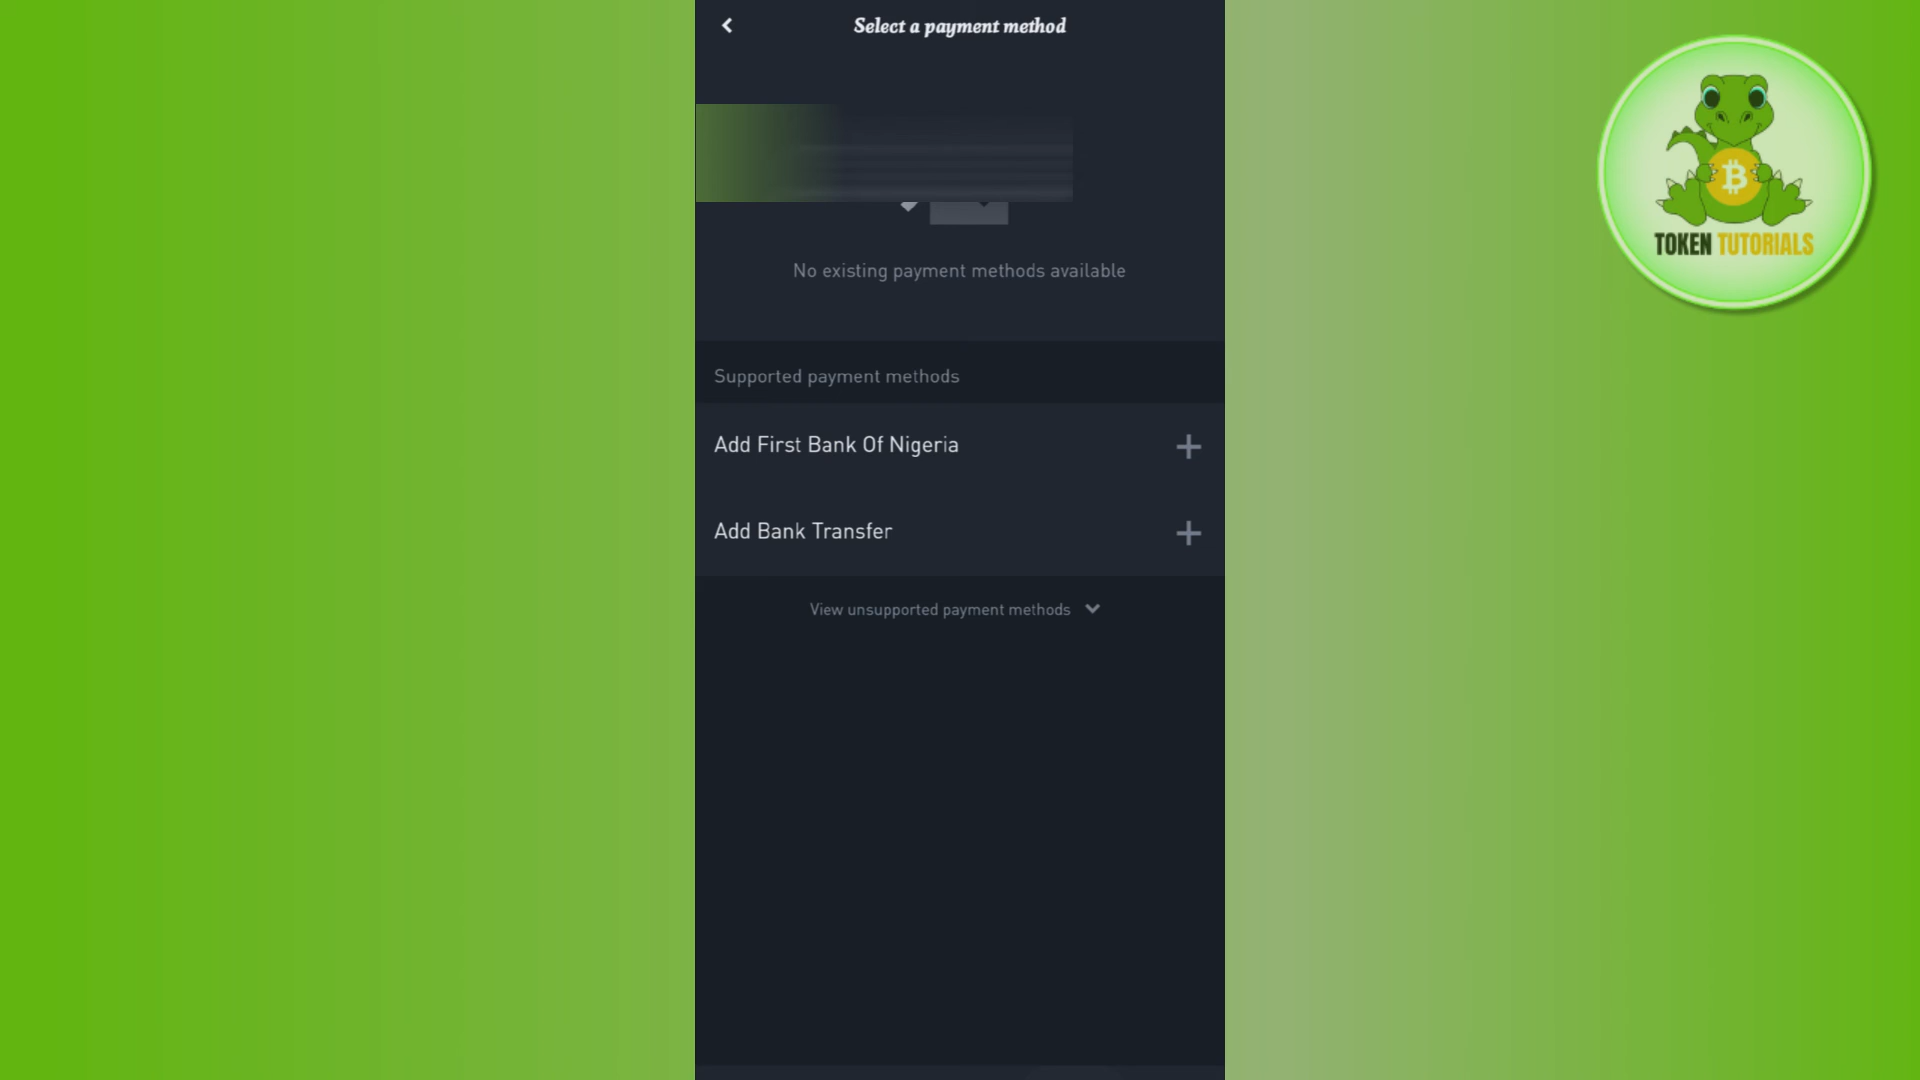 Select a payment method
No existing payment methods available
Supported payment methods
Add First Bank Of Nigeria
Add Bank Transfer
View unsupported payment methods
TOKEN TUTORIALS